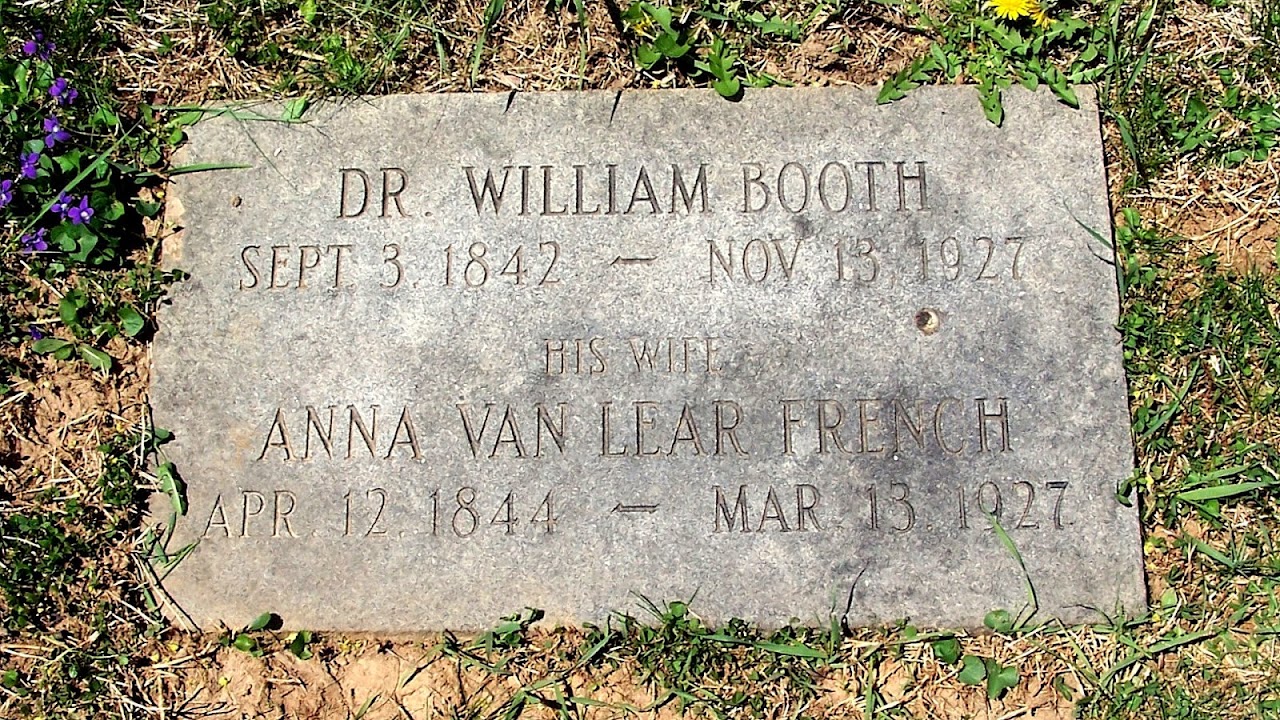 DR. WILLIAM BOOTH
SEPT. 3, 1842 – NOV. 13, 1927
HIS WIFE
ANNA VAN LEAR FRENCH
APR. 12, 1844 – MAR. 13, 1927